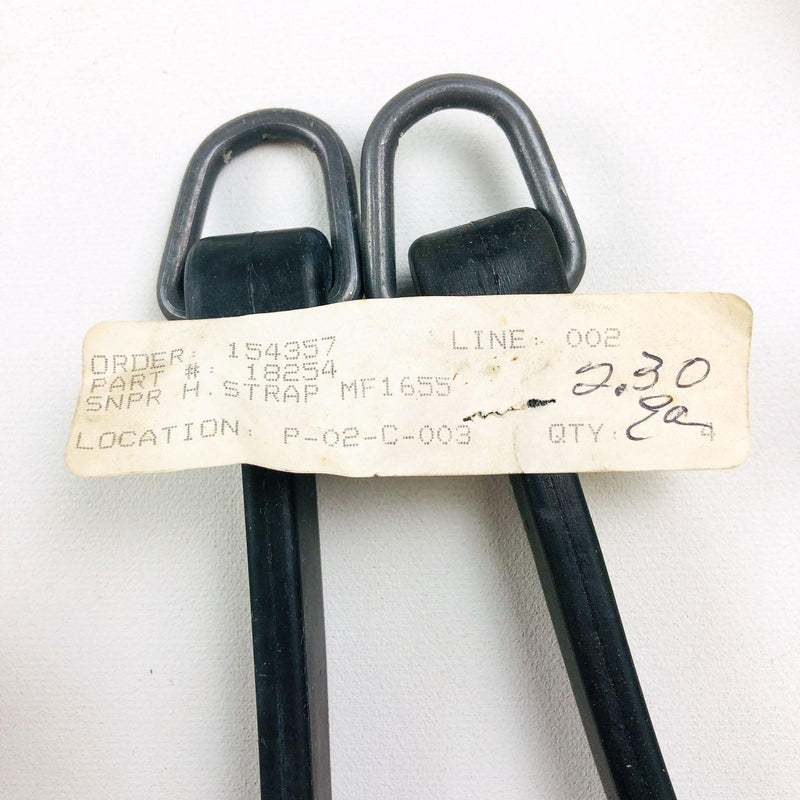 ORDER: 154357 LINE: 002
PART #: 18254
SNPR H.STRAP MF1655 2.30
LOCATION: P-02-C-003 QTY: ea 4